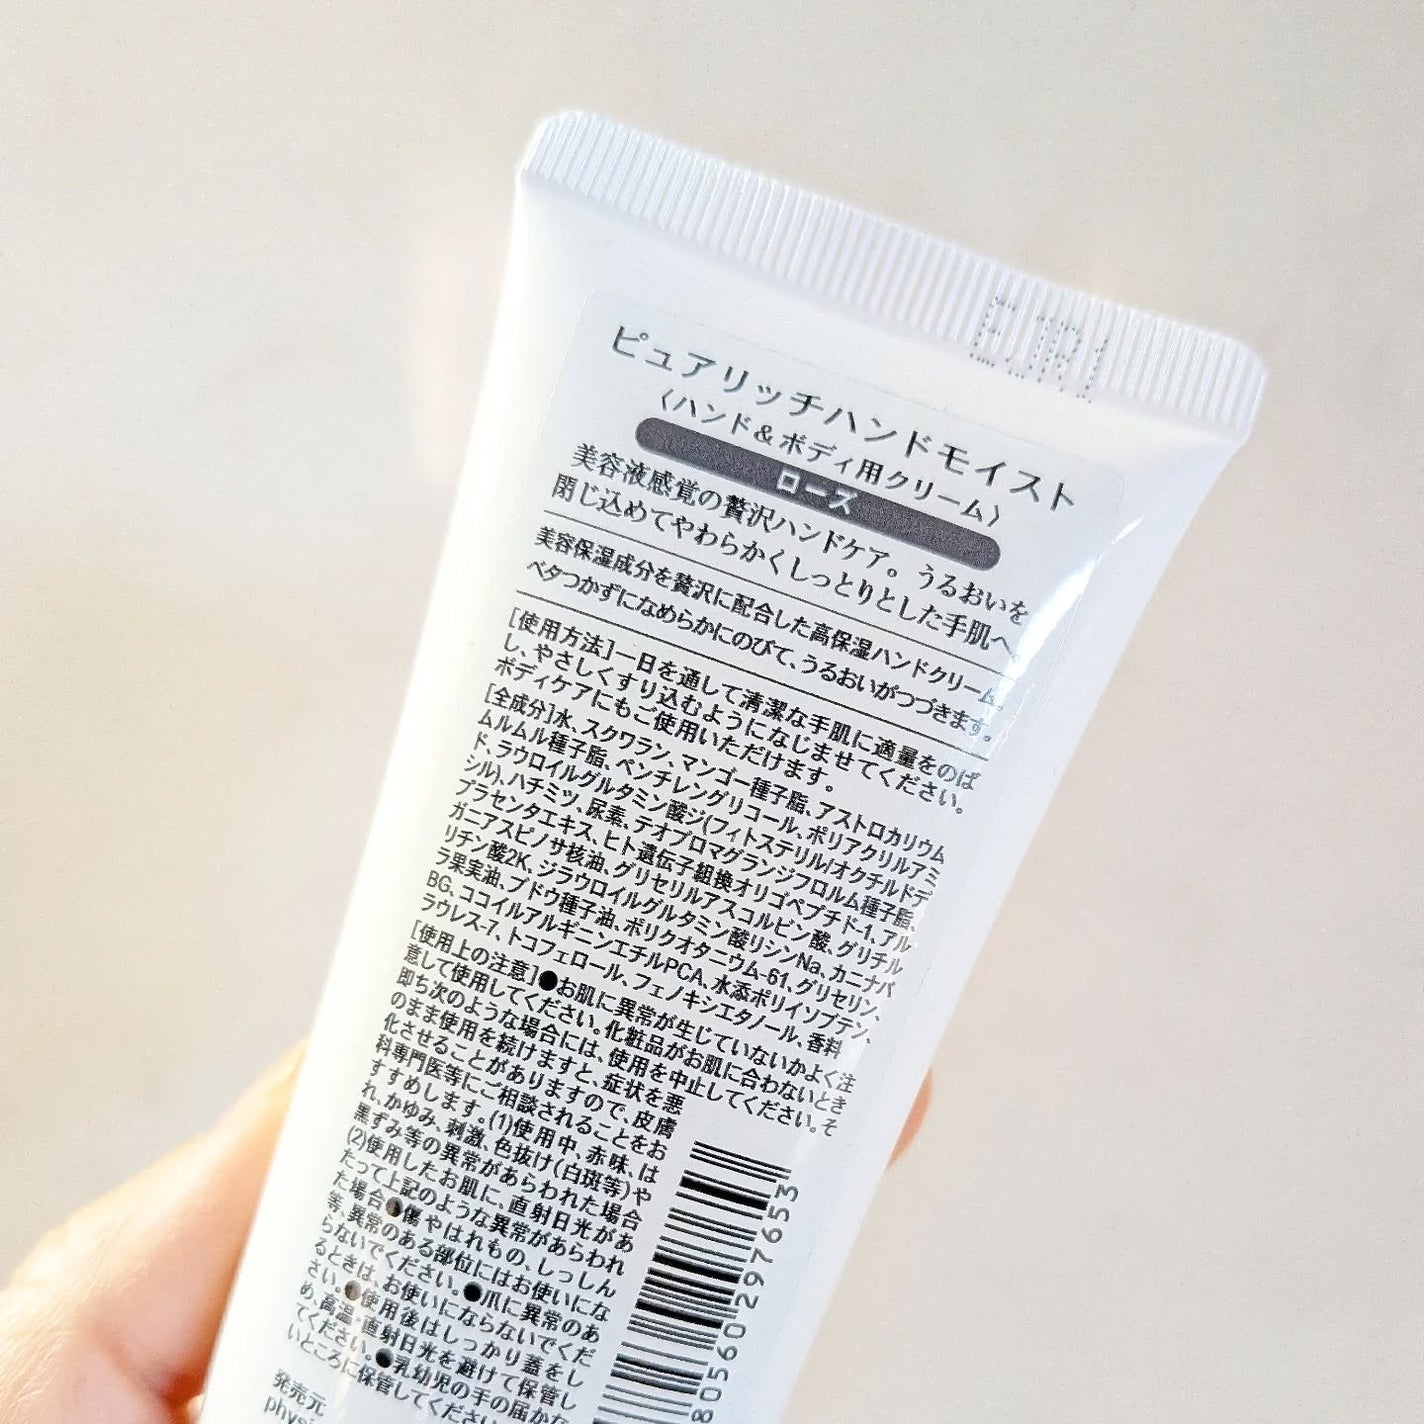 EJR1
ピュアリッチハンドモイスト
〈ハンド&ボディ用クリーム〉
ローズ
美容液感覚の贅沢ハンドケア。うるおいを
閉じ込めてやわらかくしっとりとした手肌へ。
美容保湿成分を贅沢に配合した高保湿ハンドクリーム。
ベタつかずになめらかにのびて、うるおいがつづきます。
[使用方法]一日を通して清潔な手肌に適量をのば
し、やさしくすり込むようになじませてください。
ボディケアにもご使用いただけます。
[全成分]水、スクワラン、マンゴー種子脂、アストロカリウム
ムルムル種子脂、ペンチレングリコール、ポリアクリルアミ
ド、ラウロイルグルタミン酸ジ(フィトステリル/オクチルドデ
シル)、ハチミツ、尿素、テオブロマグランジフロルム種子脂、
プラセンタエキス、ヒト遺伝子組換オリゴペプチド-1、アル
ガニアスピノサ核油、グリセリルアスコルビン酸、グリチル
リチン酸2K、ジラウロイルグルタミン酸リシンNa、カニナバ
ラ果実油、ブドウ種子油、ポリクオタニウム-61、グリセリン、
BG、ココイルアルギニンエチルPCA、水添ポリイソブテン、
ラウレス-7、トコフェロール、フェノキシエタノール、香料
[使用上の注意]●お肌に異常が生じていないかよく注
意して使用してください。化粧品がお肌に合わないとき
即ち次のような場合には、使用を中止してください。そ
のまま使用を続けますと、症状を悪
化させることがありますので、皮膚
科専門医等にご相談されることをお
すすめします。(1)使用中、赤味、は
れ、かゆみ、刺激、色抜け(白斑等)や
黒ずみ等の異常があらわれた場合
(2)使用したお肌に、直射日光があ
たって上記のような異常があらわれ
た場合●傷やはれもの、しっしん
等、異常のある部位にはお使いにな
らないでください。●爪に異常のあ
るときは、お使いにならないでくだ
さい。●使用後はしっかり蓋をし
め、高温・直射日光を避けて保管し
てください。●乳幼児の手の届かな
いところに保管してください
発売元
physi
80560297653